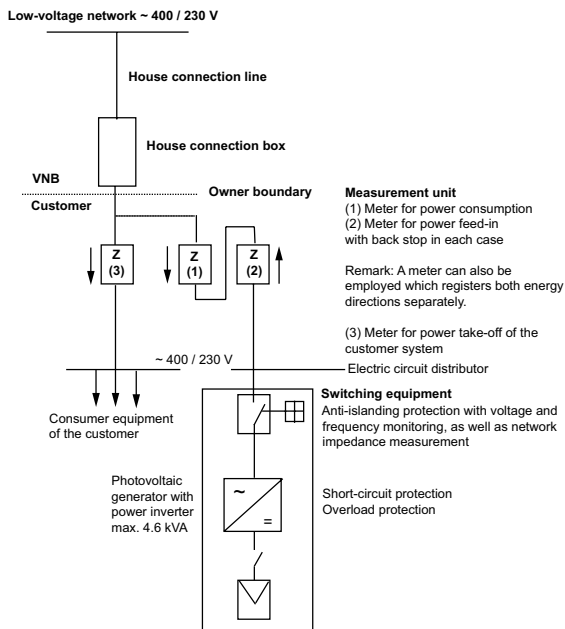 Low-voltage network ~ 400 / 230 V
House connection line
House connection box
VNB
Owner boundary
Customer
Measurement unit
(1) Meter for power consumption
(2) Meter for power feed-in
with back stop in each case
Remark: A meter can also be
employed which registers both energy
directions separately.
(3) Meter for power take-off of the
customer system
Z
(3)
Z
(1)
Z
(2)
~ 400 / 230 V
Electric circuit distributor
Consumer equipment
of the customer
Switching equipment
Anti-islanding protection with voltage and
frequency monitoring, as well as network
impedance measurement
Photovoltaic
generator with
power inverter
max. 4.6 kVA
~
=
Short-circuit protection
Overload protection